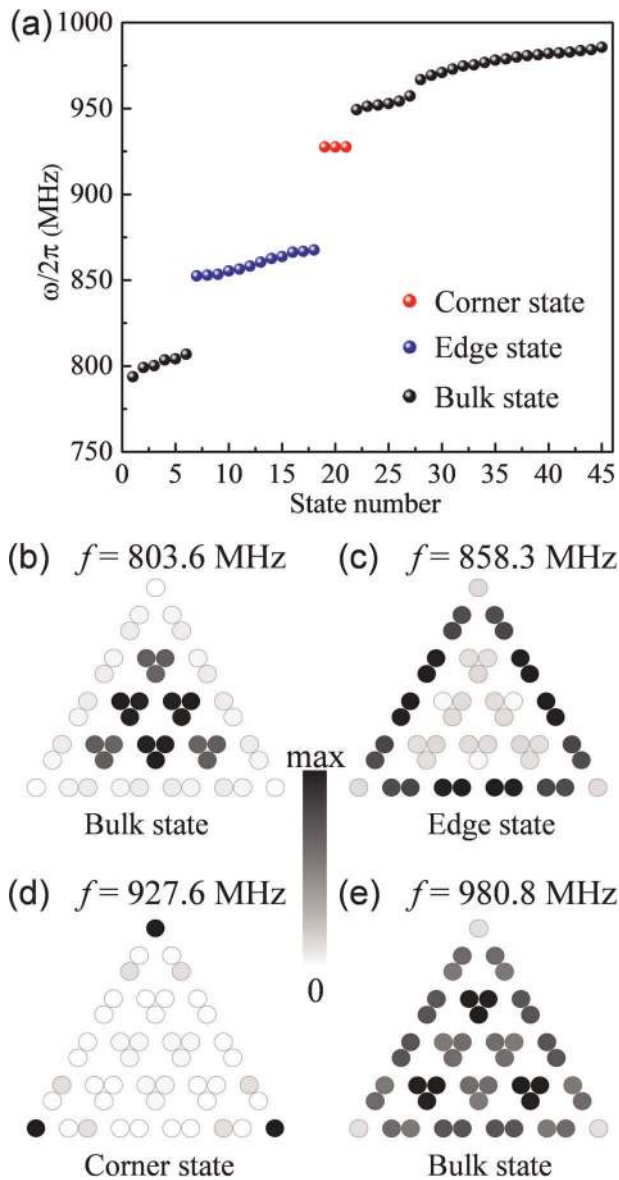 (a)
1000
950
900
850
800
750
ω/2π (MHz)
Corner state
Edge state
Bulk state
0 5 10 15 20 25 30 35 40 45
State number
(b) f = 803.6 MHz
(c) f = 858.3 MHz
max
Bulk state
Edge state
(d) f = 927.6 MHz
(e) f = 980.8 MHz
0
Corner state
Bulk state